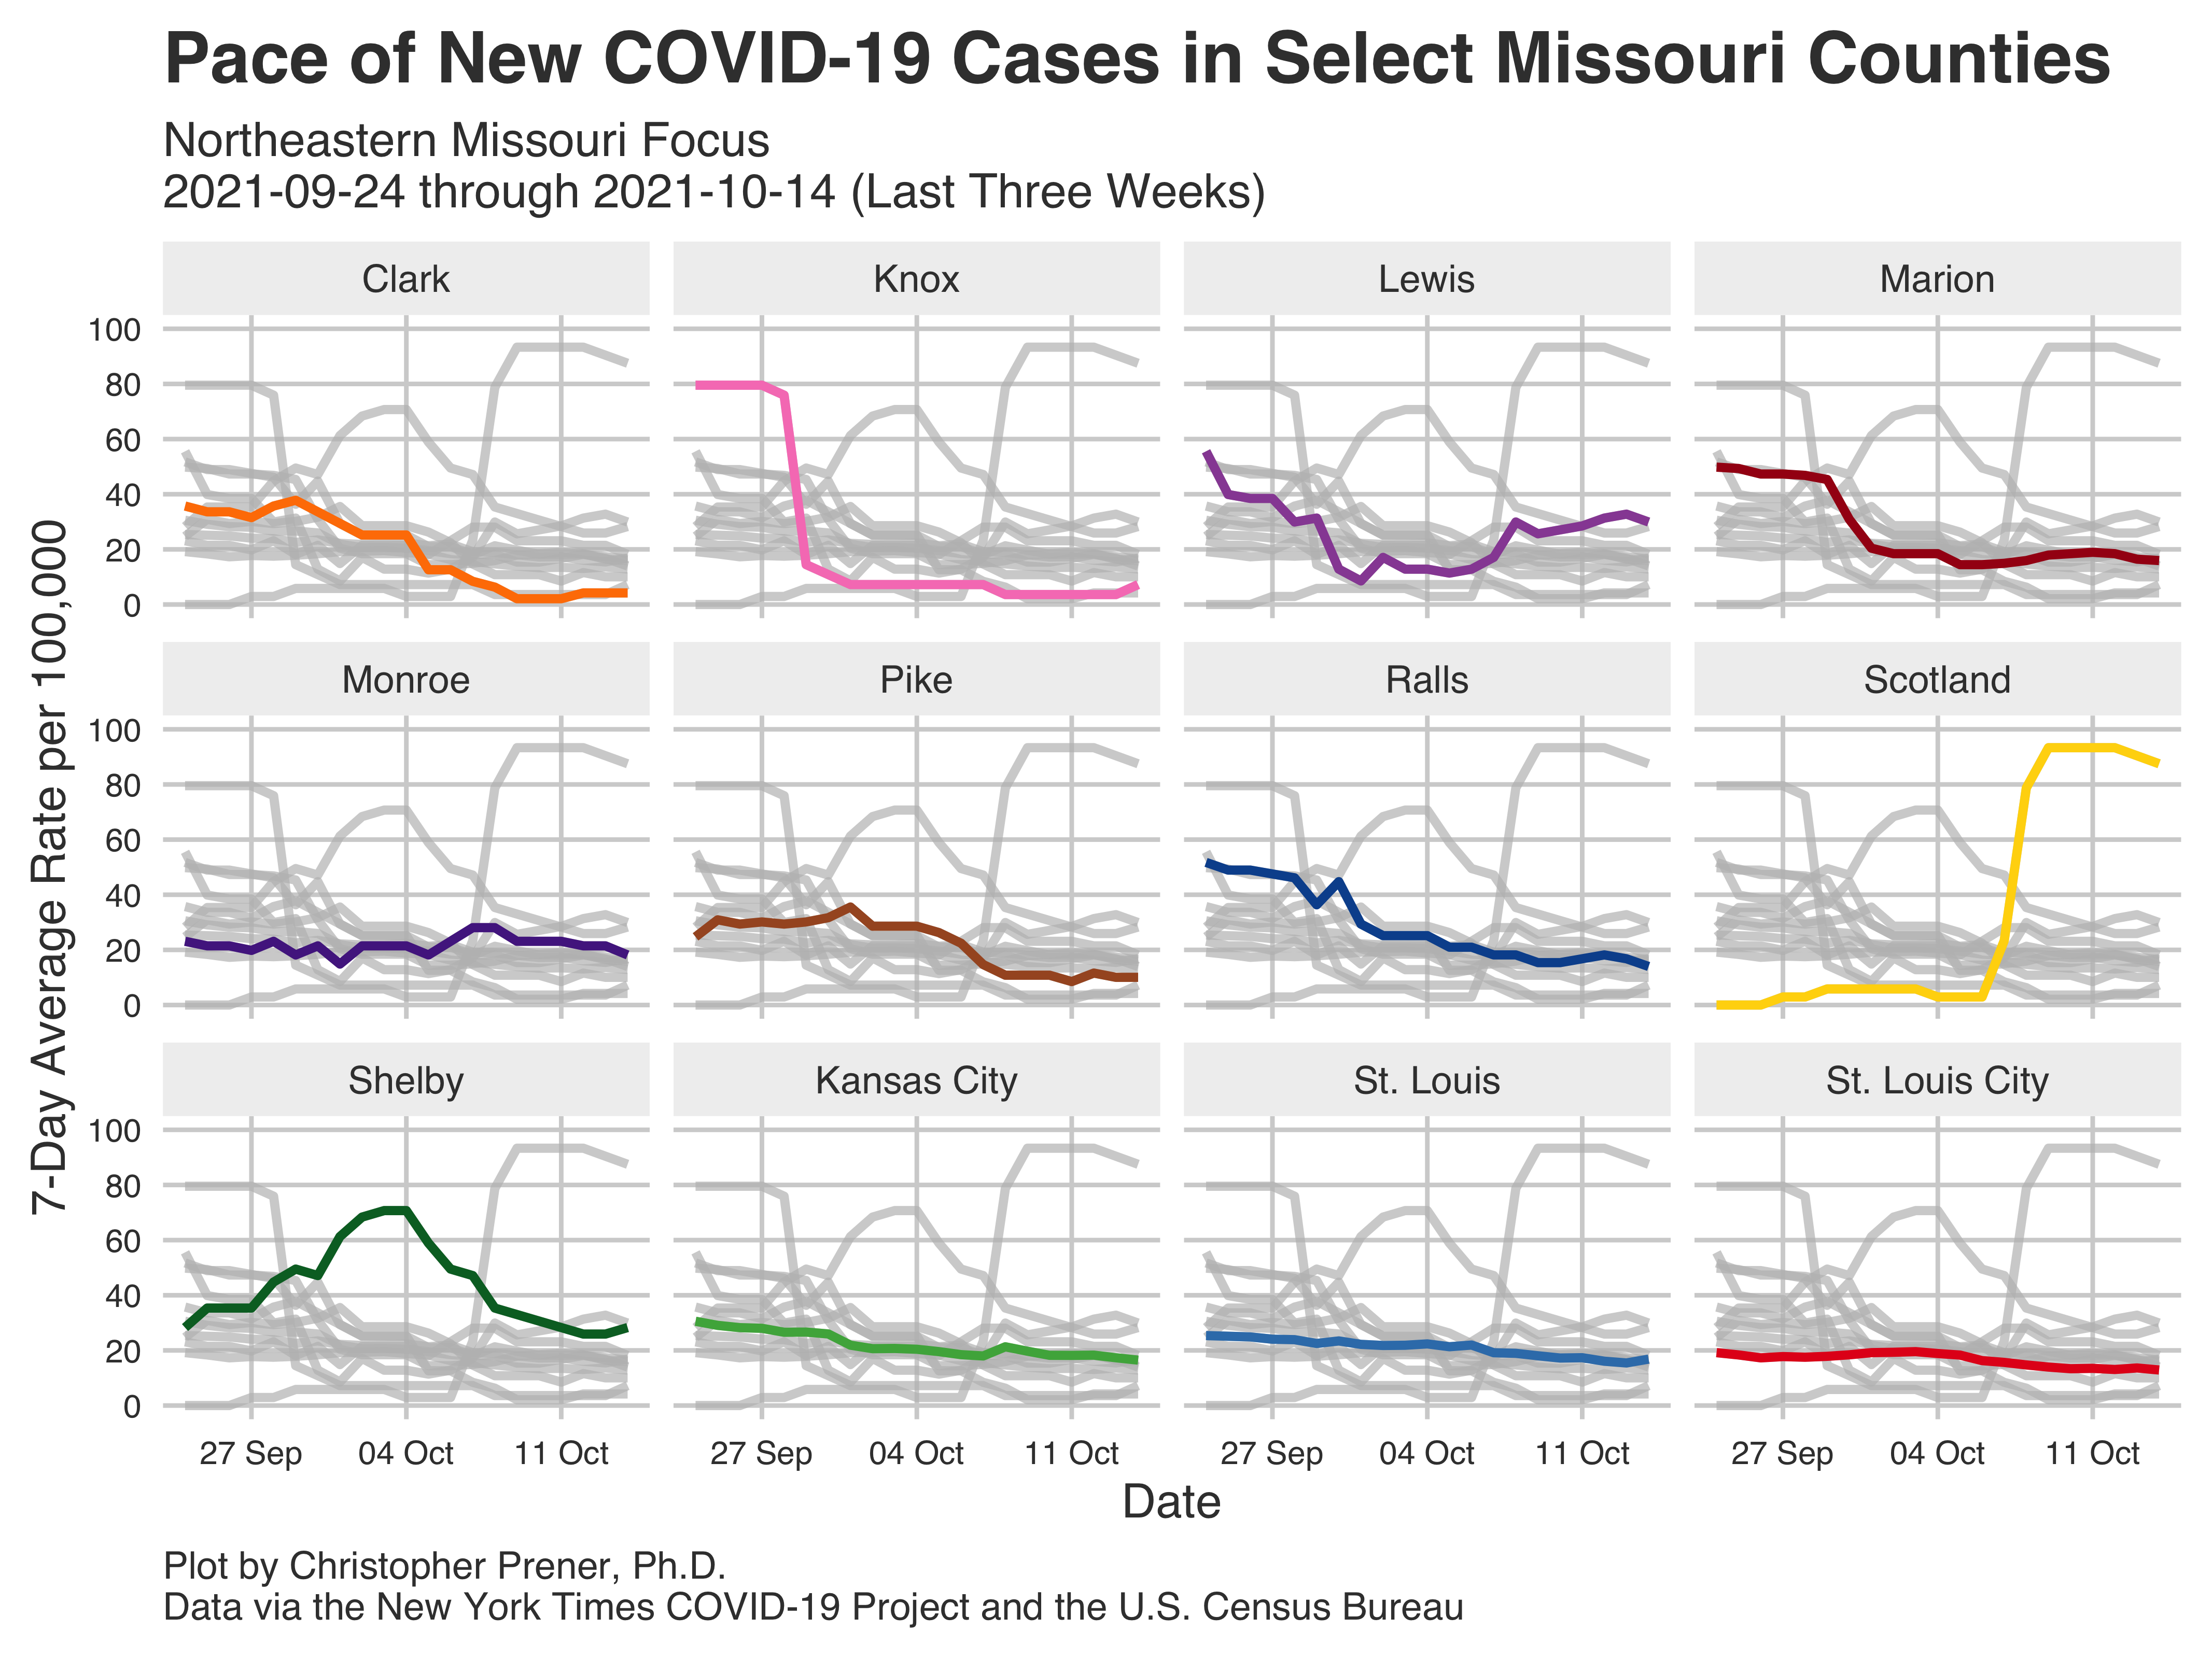 Pace of New COVID-19 Cases in Select Missouri Counties
Northeastern Missouri Focus
2021-09-24 through 2021-10-14 (Last Three Weeks)
7-Day Average Rate per 100,000
Clark
Knox
Lewis
Marion
100
80
60
40
20
0
Monroe
Pike
Ralls
Scotland
100
80
60
40
20
0
Shelby
Kansas City
St. Louis
St. Louis City
100
80
60
40
20
0
27 Sep 04 Oct 11 Oct
27 Sep 04 Oct 11 Oct
27 Sep 04 Oct 11 Oct
27 Sep 04 Oct 11 Oct
Date
Plot by Christopher Prener, Ph.D.
Data via the New York Times COVID-19 Project and the U.S. Census Bureau